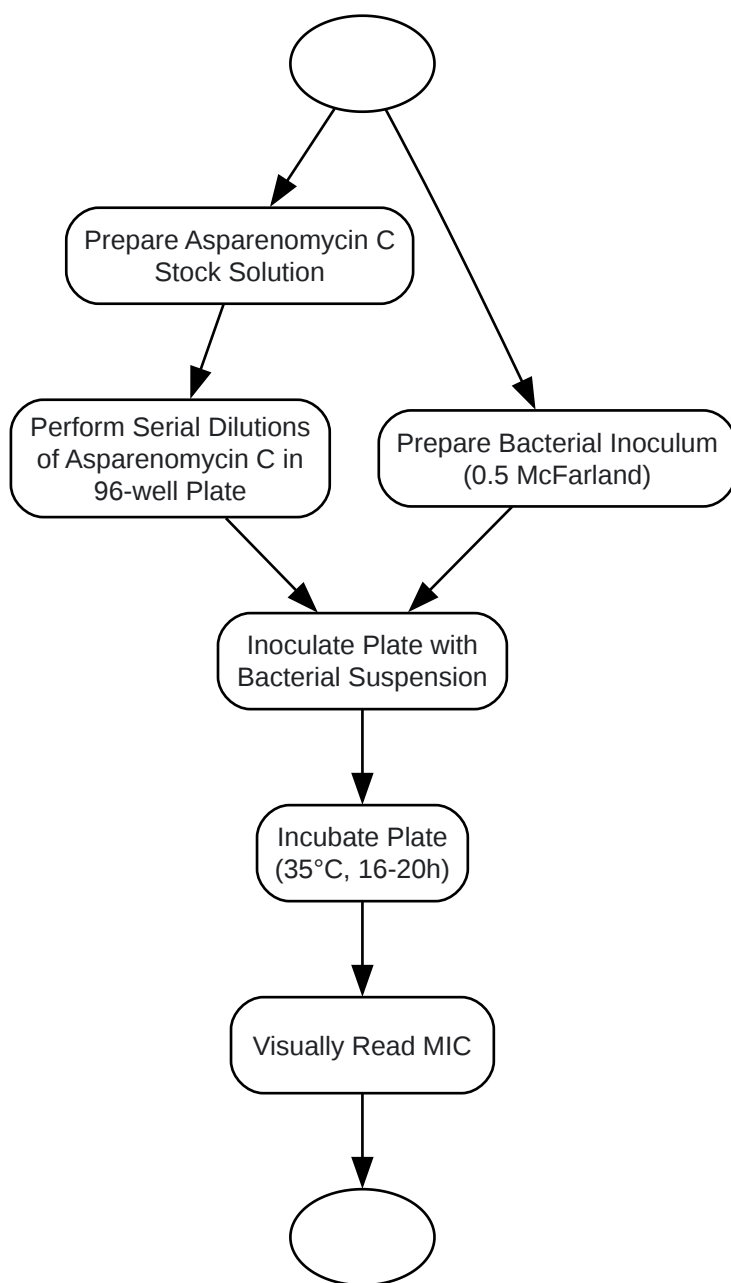 Prepare Asparenomycin C
Stock Solution
Perform Serial Dilutions
of Asparenomycin C in
96-well Plate
Prepare Bacterial Inoculum
(0.5 McFarland)
Inoculate Plate with
Bacterial Suspension
Incubate Plate
(35°C, 16-20h)
Visually Read MIC